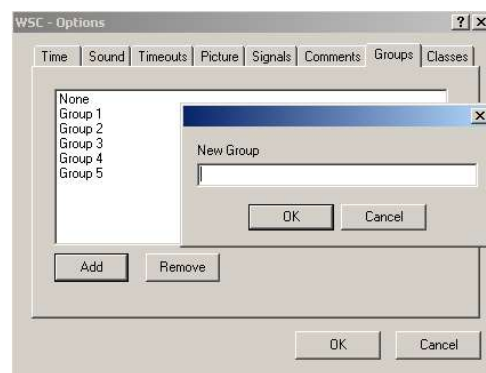 WSC - Options
Time Sound Timeouts Picture Signals Comments Groups Classes
None
Group 1
Group 2
Group 3
Group 4
Group 5
New Group
OK Cancel
Add Remove
OK Cancel